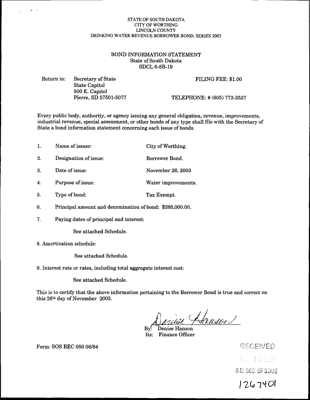 STATE OF SOUTH DAKOTA
CITY OF WORTHING
LINCOLN COUNTY
DRINKING WATER REVENUE BORROWER BOND, SERIES 2003
BOND INFORMATION STATEMENT
State of South Dakota
SDCL 6-8B-19
Return to: Secretary of State FILING FEE: $1.00
State Capitol
500 E. Capitol
Pierre, SD 57501-5077 TELEPHONE: # (605) 773-3537
Every public body, authority, or agency issuing any general obligation, revenue, improvements,
industrial revenue, special assessment, or other bonds of any type shall file with the Secretary of
State a bond information statement concerning each issue of bonds.
1. Name of issuer: City of Worthing.
2. Designation of issue: Borrower Bond.
3. Date of issue: November 26, 2003
4. Purpose of issue: Water improvements.
5. Type of bond: Tax Exempt.
6. Principal amount and denomination of bond: $288,000.00.
7. Paying dates of principal and interest:
See attached Schedule.
8. Amortization schedule:
See attached Schedule.
9. Interest rate or rates, including total aggregate interest cost:
See attached Schedule.
This is to certify that the above information pertaining to the Borrower Bond is true and correct on
this 26th day of November 2003.
Denise Hanson
By: Denise Hanson
Its: Finance Officer
Form: SOS REC 050 08/84
RECEIVED
1267401